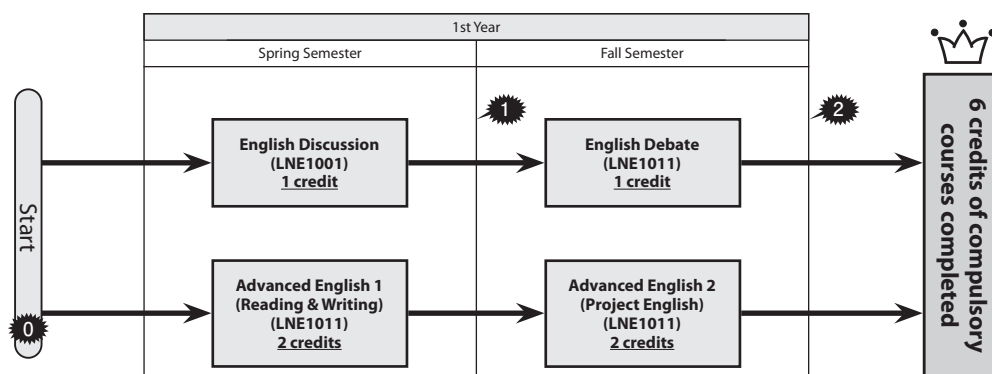 1st Year
Spring Semester
Fall Semester
Start
0
1
2
English Discussion
(LNE1001)
1 credit
English Debate
(LNE1011)
1 credit
Advanced English 1
(Reading & Writing)
(LNE1011)
2 credits
Advanced English 2
(Project English)
(LNE1011)
2 credits
6 credits of compulsory
courses completed